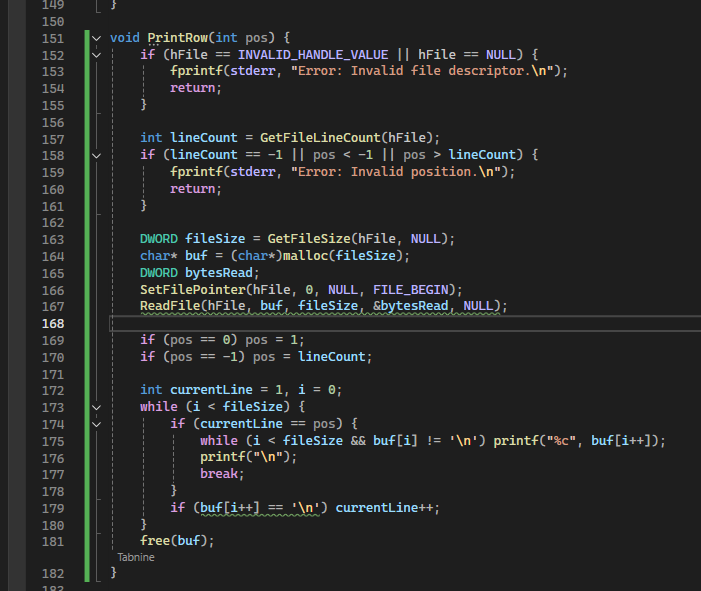 149 }
150
151 void PrintRow(int pos) {
152 if (hFile == INVALID_HANDLE_VALUE || hFile == NULL) {
153 fprintf(stderr, "Error: Invalid file descriptor.\n");
154 return;
155 }
156
157 int lineCount = GetFileLineCount(hFile);
158 if (lineCount == -1 || pos < -1 || pos > lineCount) {
159 fprintf(stderr, "Error: Invalid position.\n");
160 return;
161 }
162
163 DWORD fileSize = GetFileSize(hFile, NULL);
164 char* buf = (char*)malloc(fileSize);
165 DWORD bytesRead;
166 SetFilePointer(hFile, 0, NULL, FILE_BEGIN);
167 ReadFile(hFile, buf, fileSize, &bytesRead, NULL);
168
169 if (pos == 0) pos = 1;
170 if (pos == -1) pos = lineCount;
171
172 int currentLine = 1, i = 0;
173 while (i < fileSize) {
174 if (currentLine == pos) {
175 while (i < fileSize && buf[i] != '\n') printf("%c", buf[i++]);
176 printf("\n");
177 break;
178 }
179 if (buf[i++] == '\n') currentLine++;
180 }
181 free(buf);
Tabnine
182 }
183